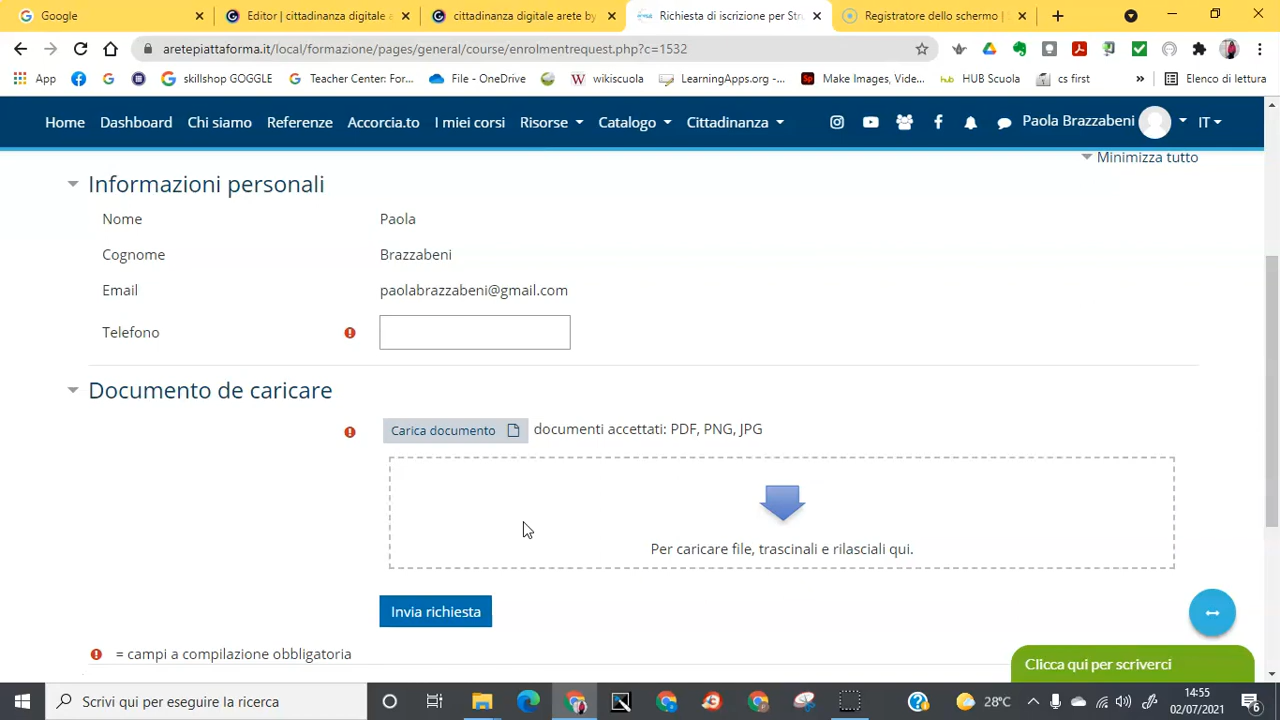 Google
Editor | cittadinanza digitale e
cittadinanza digitale arete by
Richiesta di iscrizione per Str
Registratore dello schermo |
aretepiattaforma.it/local/formazione/pages/general/course/enrolmentrequest.php?c=1532
App
skillshop GOGGLE
Teacher Center: For...
File - OneDrive
wikiscuola
LearningApps.org -...
Sp
Make Images, Vide...
hub
HUB Scuola
cs first
»
Elenco di lettura
Home
Dashboard
Chi siamo
Referenze
Accorcia.to
I miei corsi
Risorse
Catalogo
Cittadinanza
Paola Brazzabeni
IT
Minimizza tutto
Informazioni personali
Nome
Paola
Cognome
Brazzabeni
Email
paolabrazzabeni@gmail.com
Telefono
Documento de caricare
Carica documento
documenti accettati: PDF, PNG, JPG
Per caricare file, trascinali e rilasciali qui.
Invia richiesta
= campi a compilazione obbligatoria
Clicca qui per scriverci
Scrivi qui per eseguire la ricerca
28°C
14:55
02/07/2021
6